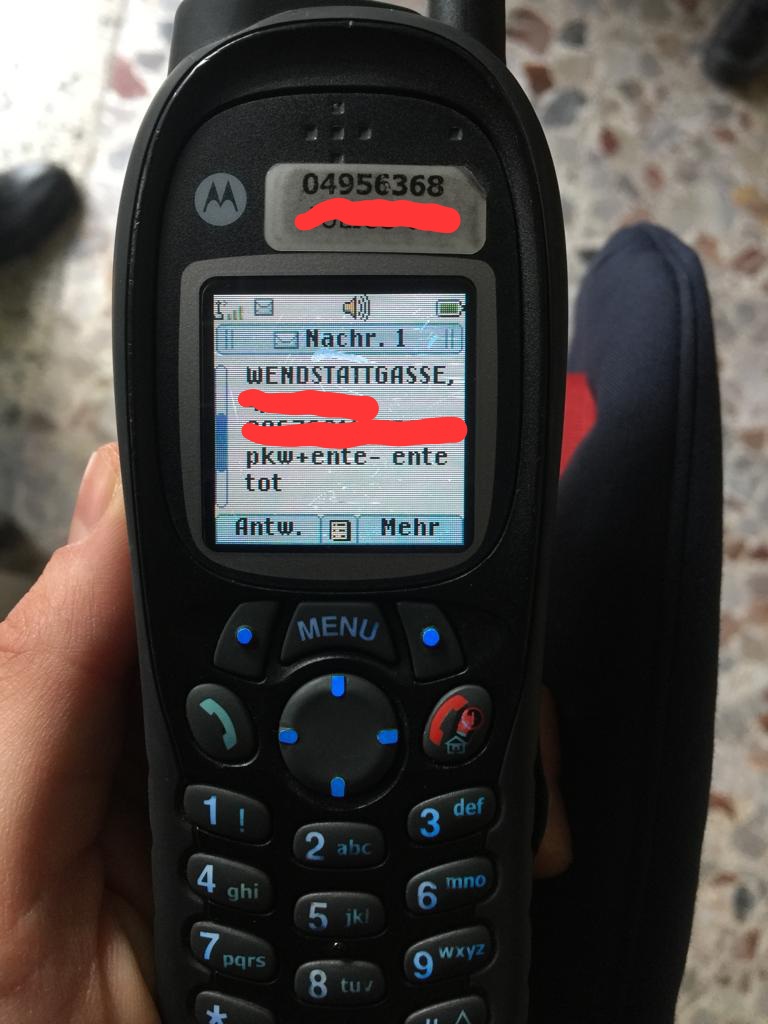 04956368
Nachr. 1
WENDSTATTGASSE,
pkw+ente- ente
tot
Antw. Mehr
MENU
1 !
2 abc
3 def
4 ghi
5 jkl
6 mno
7 pqrs
8 tuv
9 wxyz
*